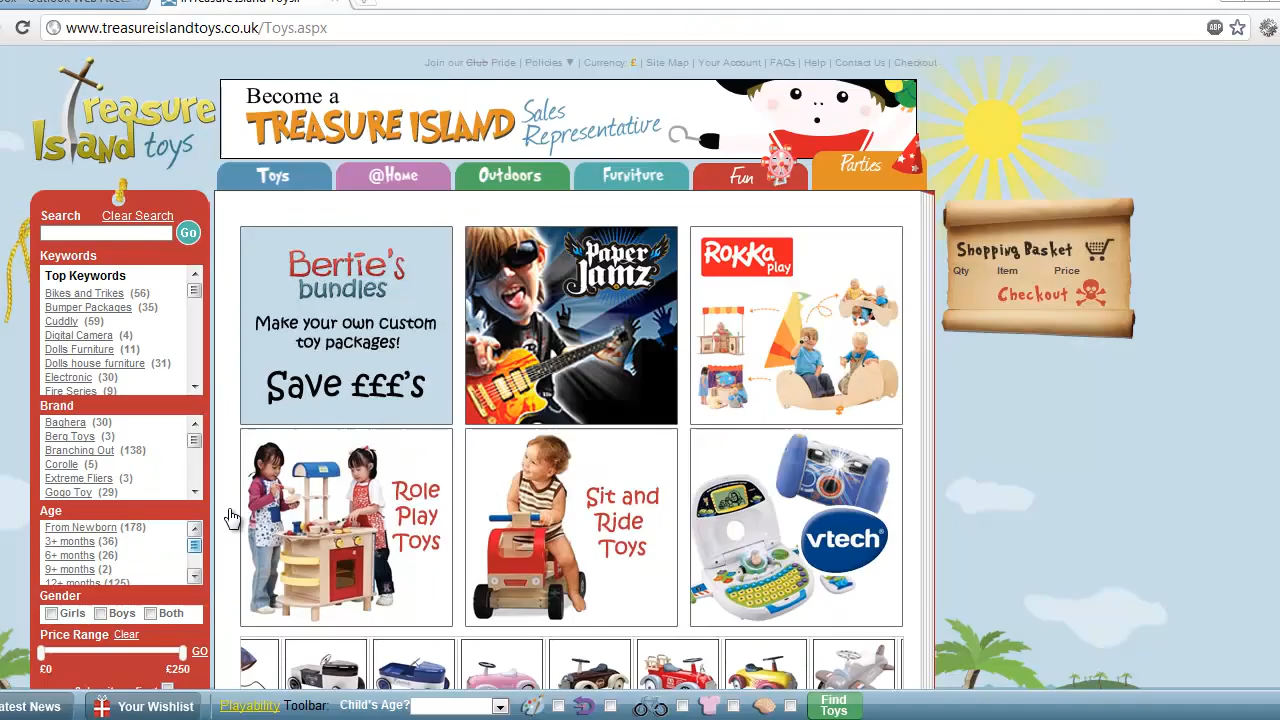 www.treasureislandtoys.co.uk/Toys.aspx
ABP
Join our Club Pride | Policies ▼ | Currency: £ | Site Map | Your Account | FAQs | Help | Contact Us | Checkout
Treasure
Island toys
Become a
TREASURE ISLAND
Sales
Representative
Toys
@Home
Outdoors
Furniture
Fun
Parties
Search Clear Search
Go
Keywords
Top Keywords
Bikes and Trikes (56)
Bumper Packages (35)
Cuddly (59)
Digital Camera (4)
Dolls Furniture (11)
Dolls house furniture (31)
Electronic (30)
Fire Series (9)
Brand
Baghera (30)
Berg Toys (3)
Branching Out (138)
Corolle (5)
Extreme Fliers (3)
Gogo Toy (29)
Age
From Newborn (178)
3+ months (36)
6+ months (26)
9+ months (2)
12+ months (125)
Gender
Girls Boys Both
Price Range Clear
GO
£0 £250
Bertie's
bundles
Make your own custom
toy packages!
Save £££'s
Paper
Jamz
ROKKA
play
Role
Play
Toys
Sit and
Ride
Toys
vtech
Shopping Basket
Qty Item Price
Checkout
atest News
Your Wishlist
Playability Toolbar:
Child's Age?
Find
Toys